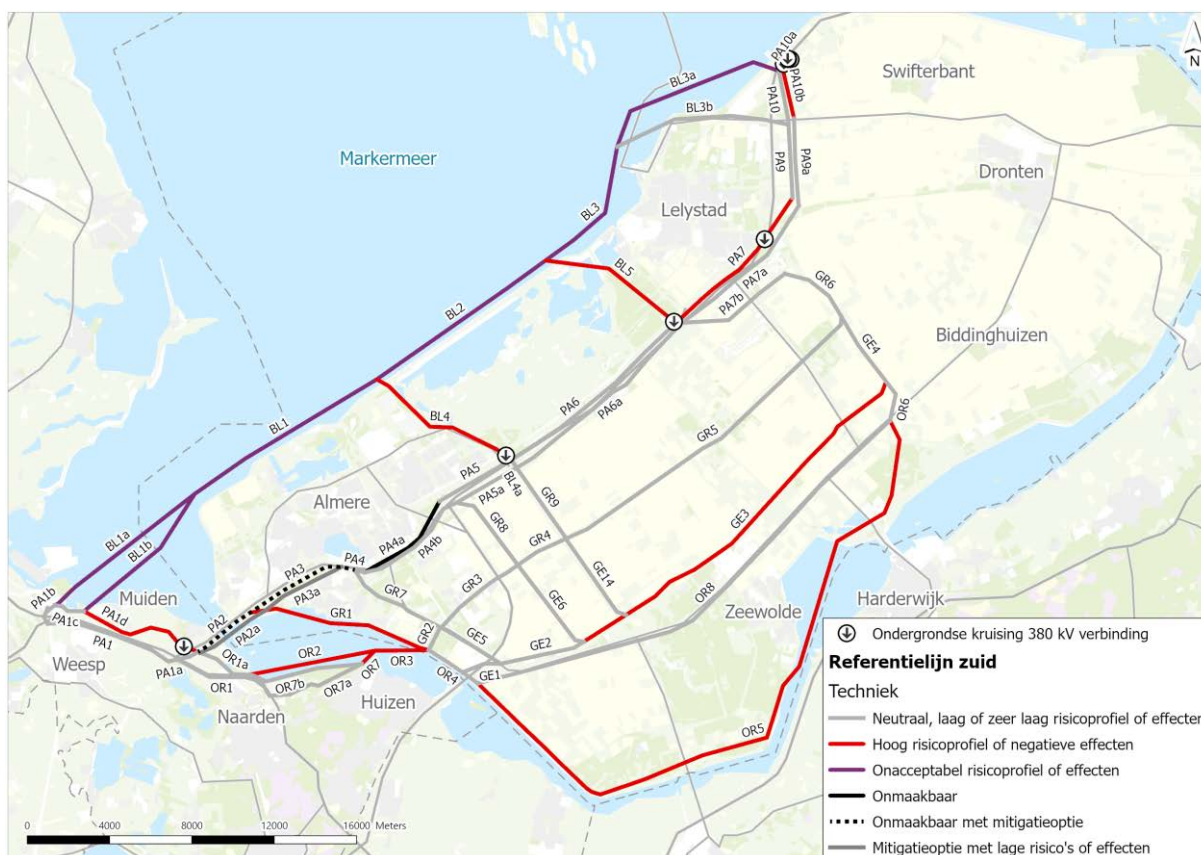 PA10a
Swifterbant
N
BL3a
PA10b
PA10
BL3b
Markermeer
PA9
PA9a
Dronten
Lelystad
BL3
PA7
BL5
PA7a
GR6
PA7b
BL2
GE4
Biddinghuizen
PA6
OR6
PA6a
BL4
GR5
BL1
PA5
BL4a
GR9
Almere
PA5a
GE3
GR8
BL1a
PA4a
BL1b
PA4b
GR4
PA3
PA4
OR8
PA3a
GR3
GE14
Muiden
PA1b
GR7
GE6
Zeewolde
Harderwijk
PA1d
PA2
PA1c
GR1
PA2a
GR2
GE5
PA1
GE2
Weesp
OR1a
OR2
OR3
PA1a
OR7
OR4
GE1
OR1
OR7a
OR7b
Huizen
Naarden
OR5
Ondergrondse kruising 380 kV verbinding
Referentielijn zuid
Techniek
Neutraal, laag of zeer laag risicoprofiel of effecten
Hoog risicoprofiel of negatieve effecten
Onacceptabel risicoprofiel of effecten
Onmaakbaar
Onmaakbaar met mitigatieoptie
Mitigatieoptie met lage risico's of effecten
0 4000 8000 12000 16000 Meters